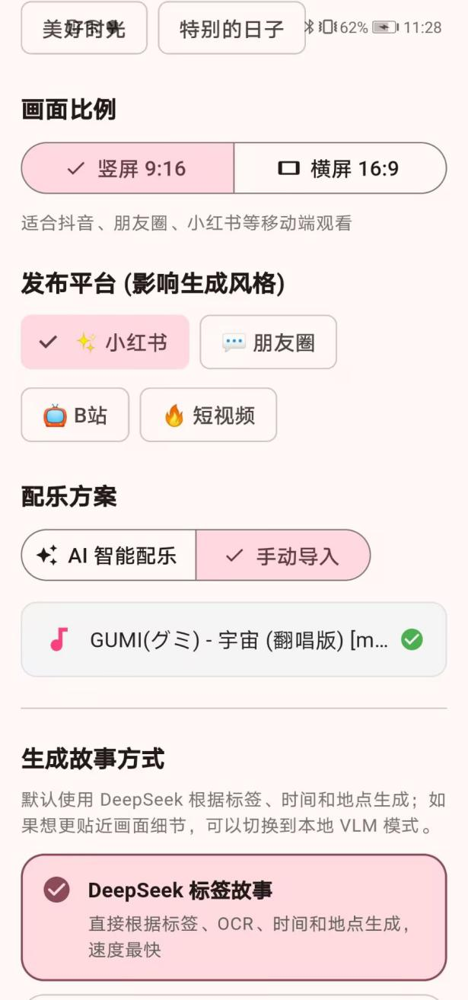 美好时光
特别的日子
62%
11:28
画面比例
竖屏 9:16
横屏 16:9
适合抖音、朋友圈、小红书等移动端观看
发布平台 (影响生成风格)
小红书
朋友圈
B站
短视频
配乐方案
AI 智能配乐
手动导入
GUMI(グミ) - 宇宙 (翻唱版) [m...
生成故事方式
默认使用 DeepSeek 根据标签、时间和地点生成；如
果想更贴近画面细节，可以切换到本地 VLM 模式。
DeepSeek 标签故事
直接根据标签、OCR、时间和地点生成，
速度最快